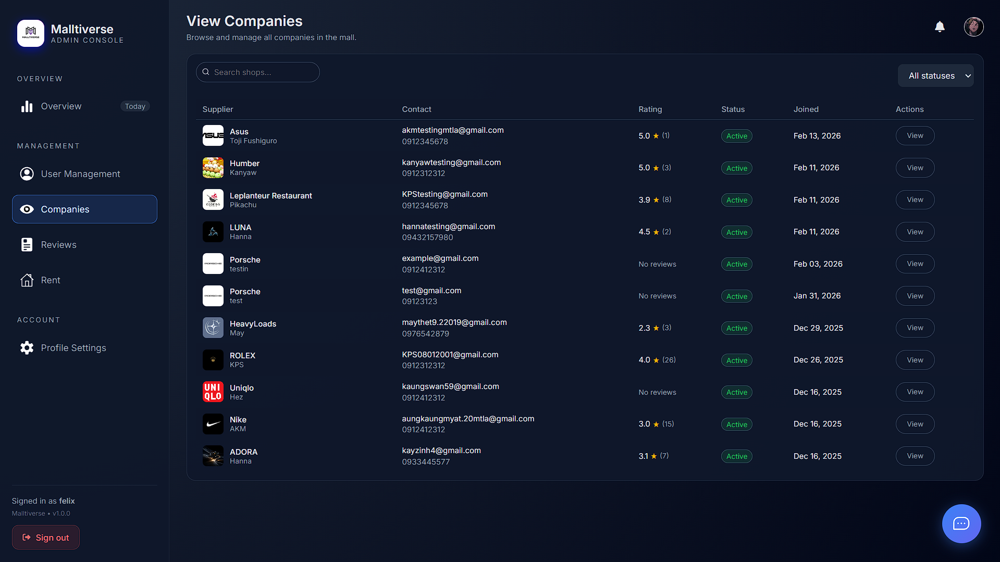 MALLTIVERSE
Malltiverse
ADMIN CONSOLE
OVERVIEW
Overview Today
MANAGEMENT
User Management
Companies
Reviews
Rent
ACCOUNT
Profile Settings
Signed in as felix
Malltiverse • v1.0.0
Sign out
View Companies
Browse and manage all companies in the mall.
Search shops...
All statuses
Supplier Contact Rating Status Joined Actions
Asus akmtestingmtla@gmail.com 5.0 ★ (1) Active Feb 13, 2026 View
Toji Fushiguro 0912345678
Humber kanyawtesting@gmail.com 5.0 ★ (3) Active Feb 11, 2026 View
Kanyaw 0912312312
Leplanteur Restaurant KPStesting@gmail.com 3.9 ★ (8) Active Feb 11, 2026 View
Pikachu 0912345678
LUNA hannatesting@gmail.com 4.5 ★ (2) Active Feb 11, 2026 View
Hanna 09432157980
PORSCHE Porsche example@gmail.com No reviews Active Feb 03, 2026 View
testin 0912412312
PORSCHE Porsche test@gmail.com No reviews Active Jan 31, 2026 View
test 09123123
HeavyLoads maythet9.22019@gmail.com 2.3 ★ (3) Active Dec 29, 2025 View
May 0976542879
ROLEX KPS08012001@gmail.com 4.0 ★ (26) Active Dec 26, 2025 View
KPS 0912312312
UNI Uniqlo kaungswan59@gmail.com No reviews Active Dec 16, 2025 View
QLO Hez 0912412312
Nike aungkaungmyat.20mtla@gmail.com 3.0 ★ (15) Active Dec 16, 2025 View
AKM 0912412312
ADORA kayzinh4@gmail.com 3.1 ★ (7) Active Dec 16, 2025 View
Hanna 0933445577